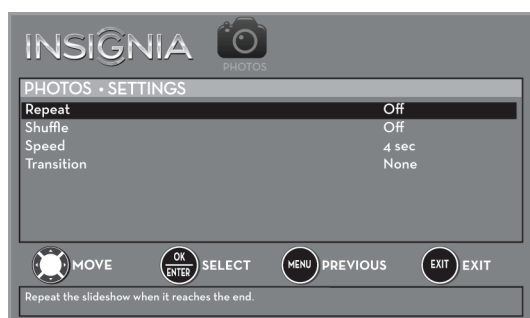 INSIGNIA
PHOTOS
PHOTOS • SETTINGS
Repeat Off
Shuffle Off
Speed 4 sec
Transition None
MOVE OK ENTER SELECT MENU PREVIOUS EXIT EXIT
Repeat the slideshow when it reaches the end.